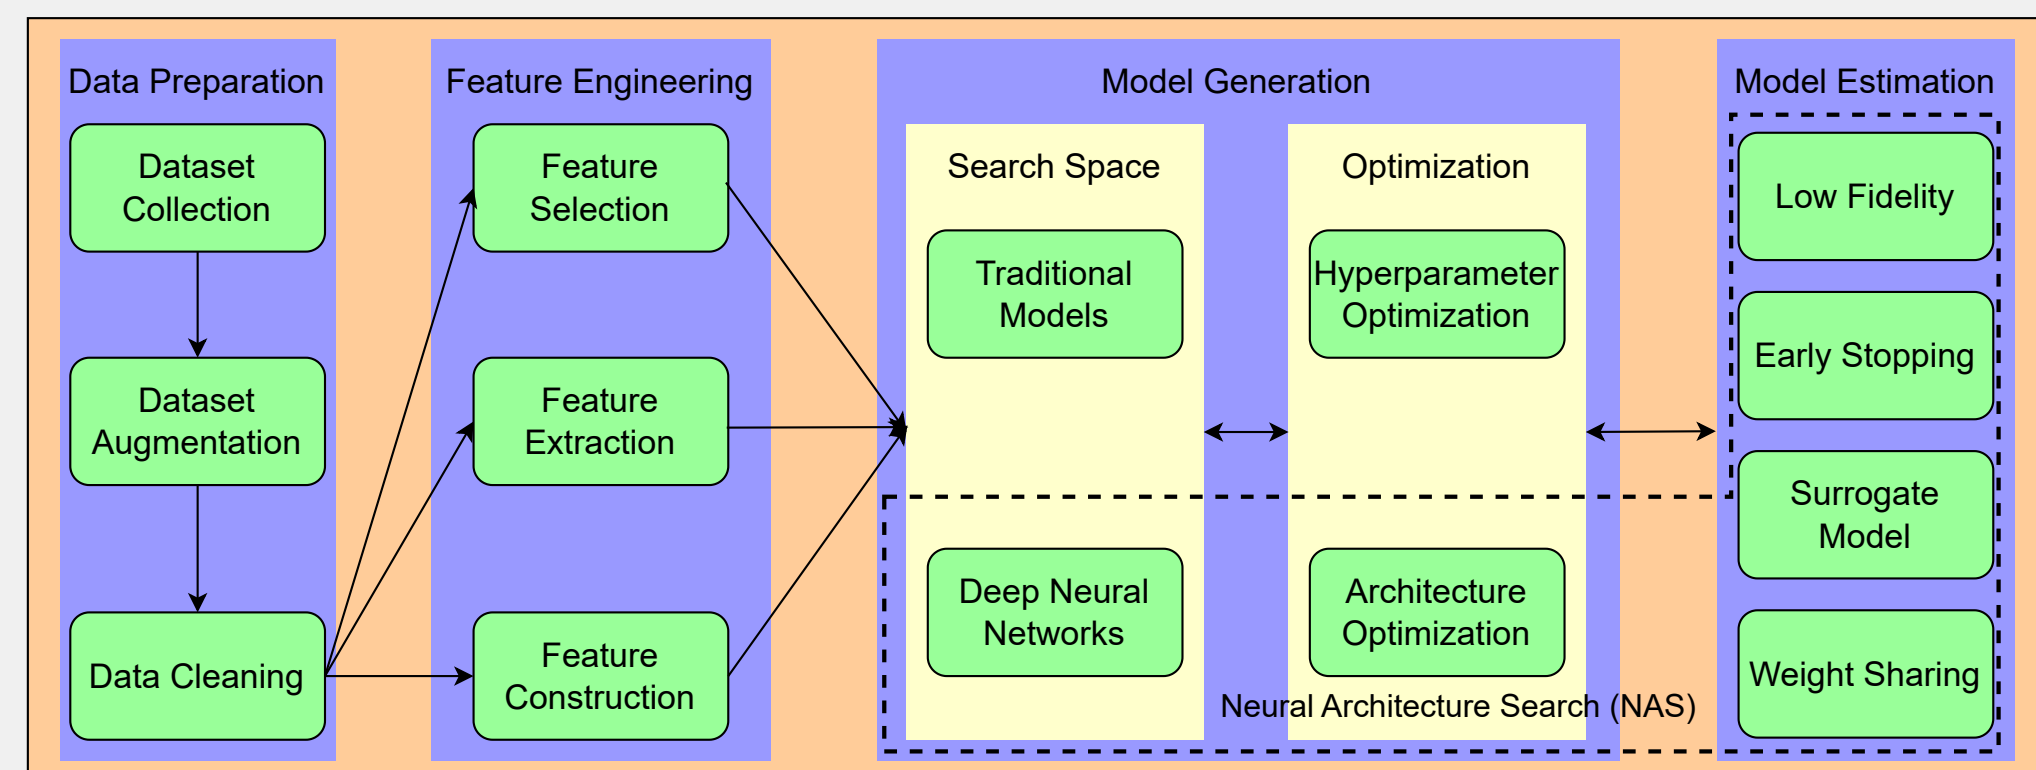 Data Preparation
Dataset
Collection
Dataset
Augmentation
Data Cleaning
Feature Engineering
Feature
Selection
Feature
Extraction
Feature
Construction
Model Generation
Search Space
Traditional
Models
Deep Neural
Networks
Optimization
Hyperparameter
Optimization
Architecture
Optimization
Neural Architecture Search (NAS)
Model Estimation
Low Fidelity
Early Stopping
Surrogate
Model
Weight Sharing